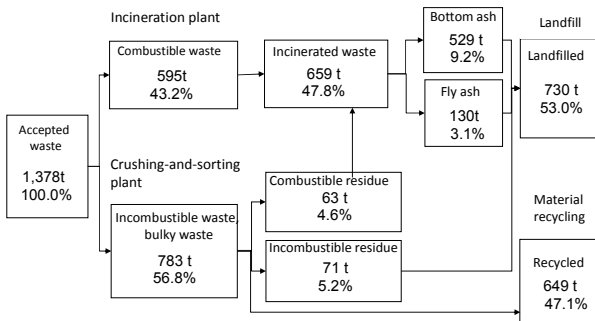 Incineration plant
Combustible waste
595t
43.2%
Incinerated waste
659 t
47.8%
Bottom ash
529 t
9.2%
Fly ash
130t
3.1%
Landfill
Landfilled
730 t
53.0%
Accepted
waste
1,378t
100.0%
Crushing-and-sorting
plant
Incombustible waste,
bulky waste
783 t
56.8%
Combustible residue
63 t
4.6%
Incombustible residue
71 t
5.2%
Material
recycling
Recycled
649 t
47.1%